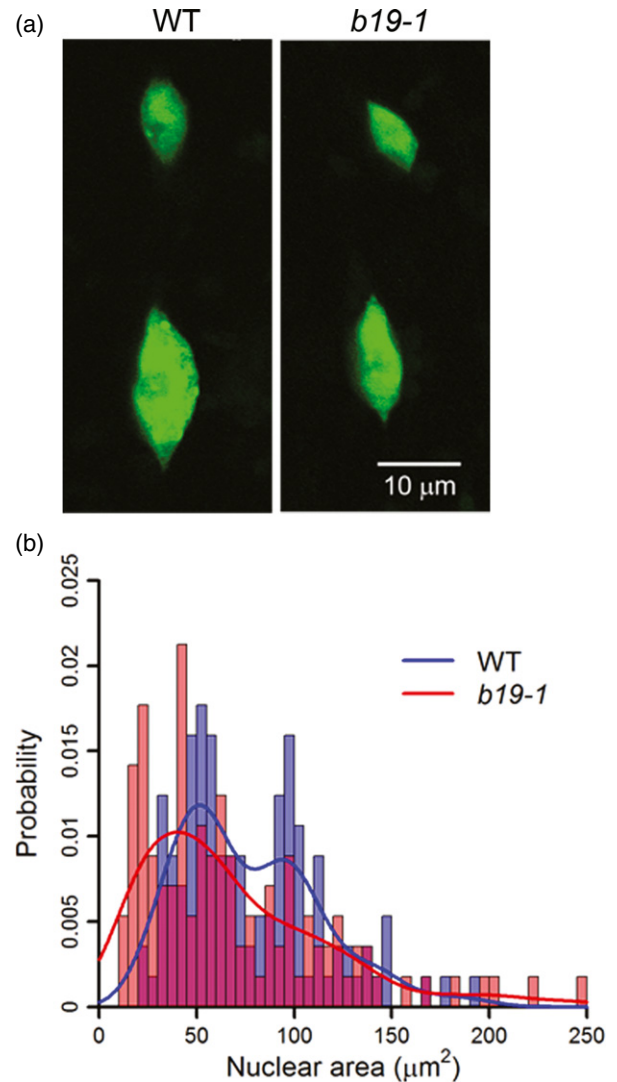 (a)
WT b19-1
10 μm
(b)
0.025
0.02
0.015
0.01
0.005
0
Probability
WT
b19-1
0 50 100 150 200 250
Nuclear area (μm²)